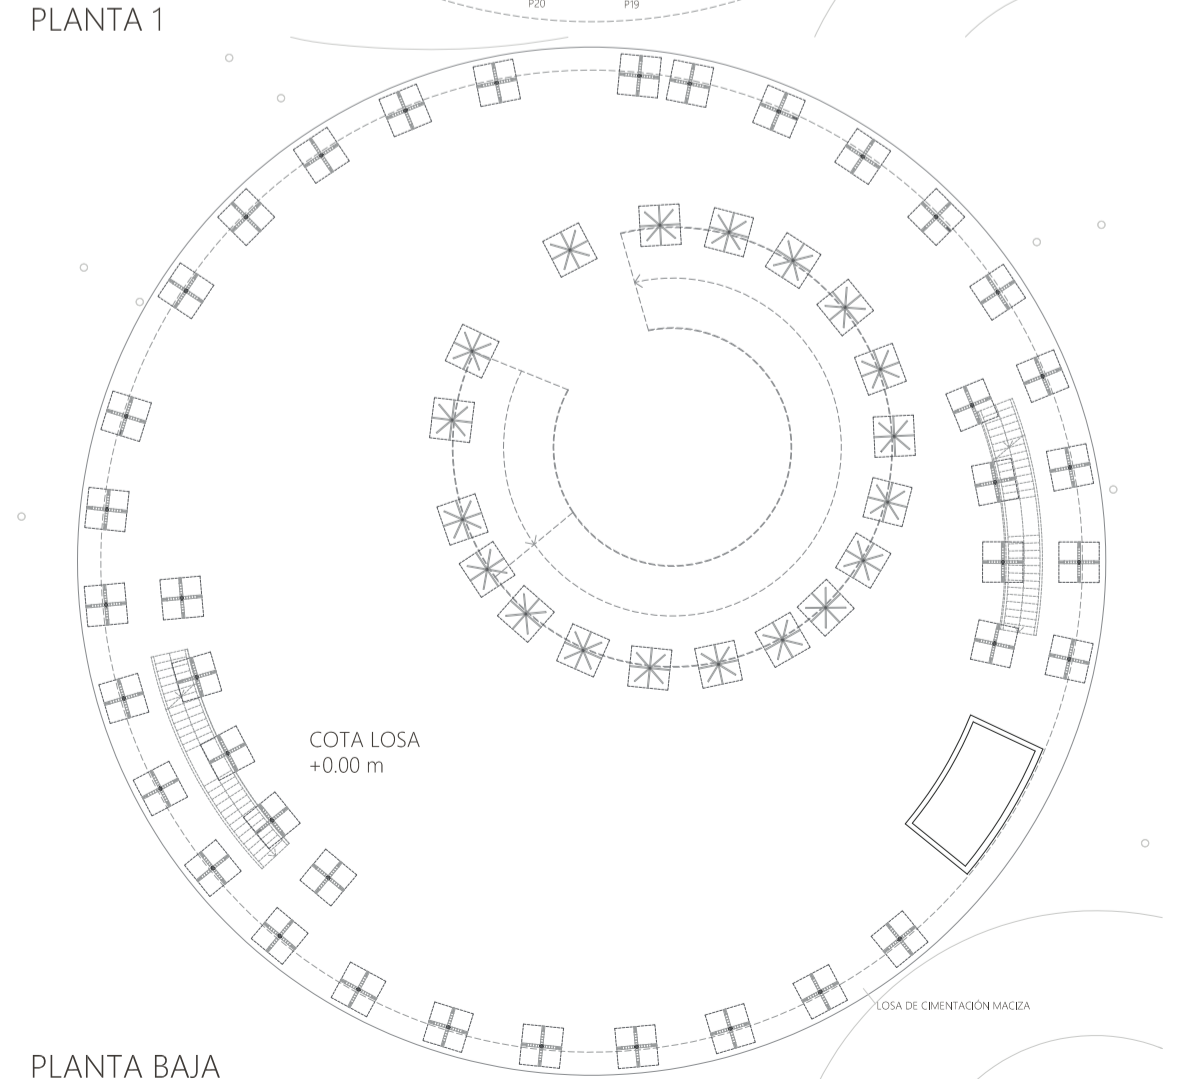 P20 P19
PLANTA 1
COTA LOSA
+0.00 m
LOSA DE CIMENTACIÓN MACIZA
PLANTA BAJA